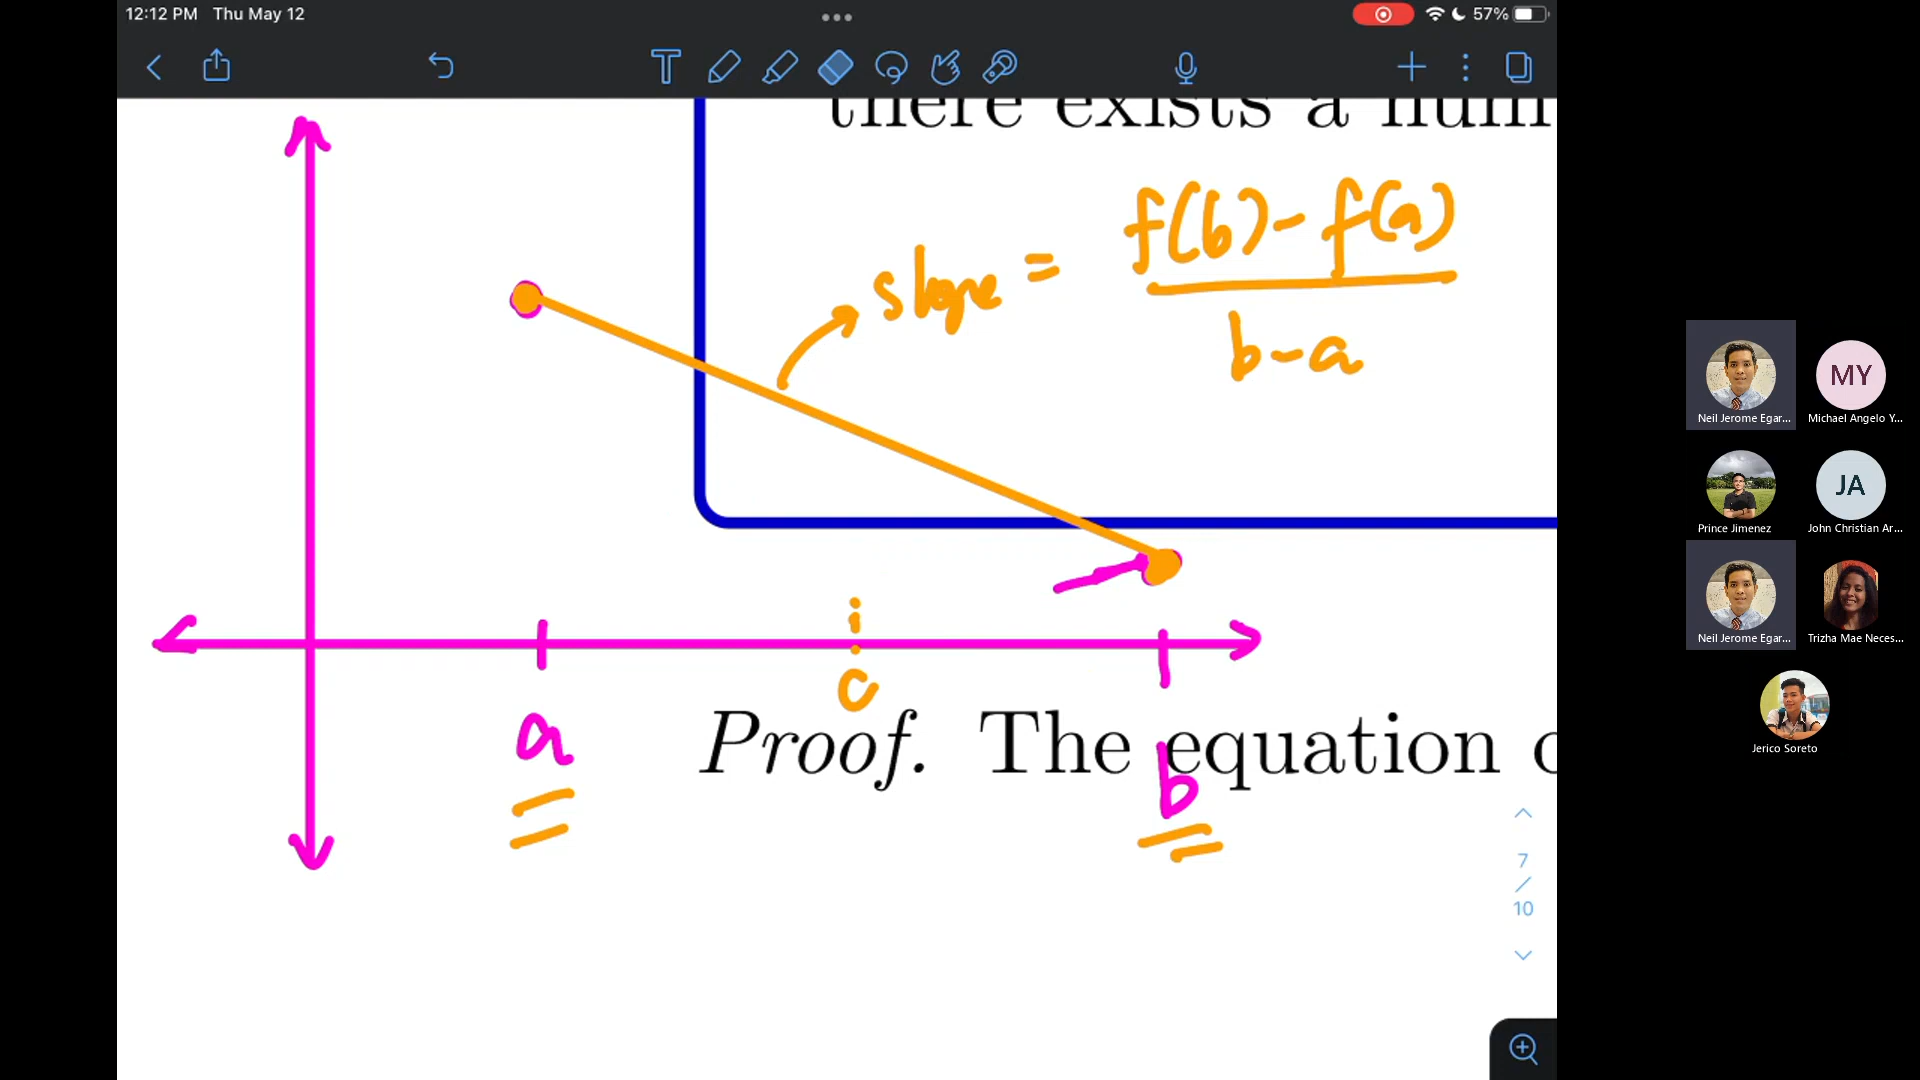 12:12 PM Thu May 12
57%
there exists a num
slope = f(b) - f(a)
b - a
c
a
b
Proof. The equation
7
/
10
Neil Jerome Egar...
MY
Michael Angelo Y...
Prince Jimenez
JA
John Christian Ar...
Neil Jerome Egar...
Trizha Mae Neces...
Jerico Soreto